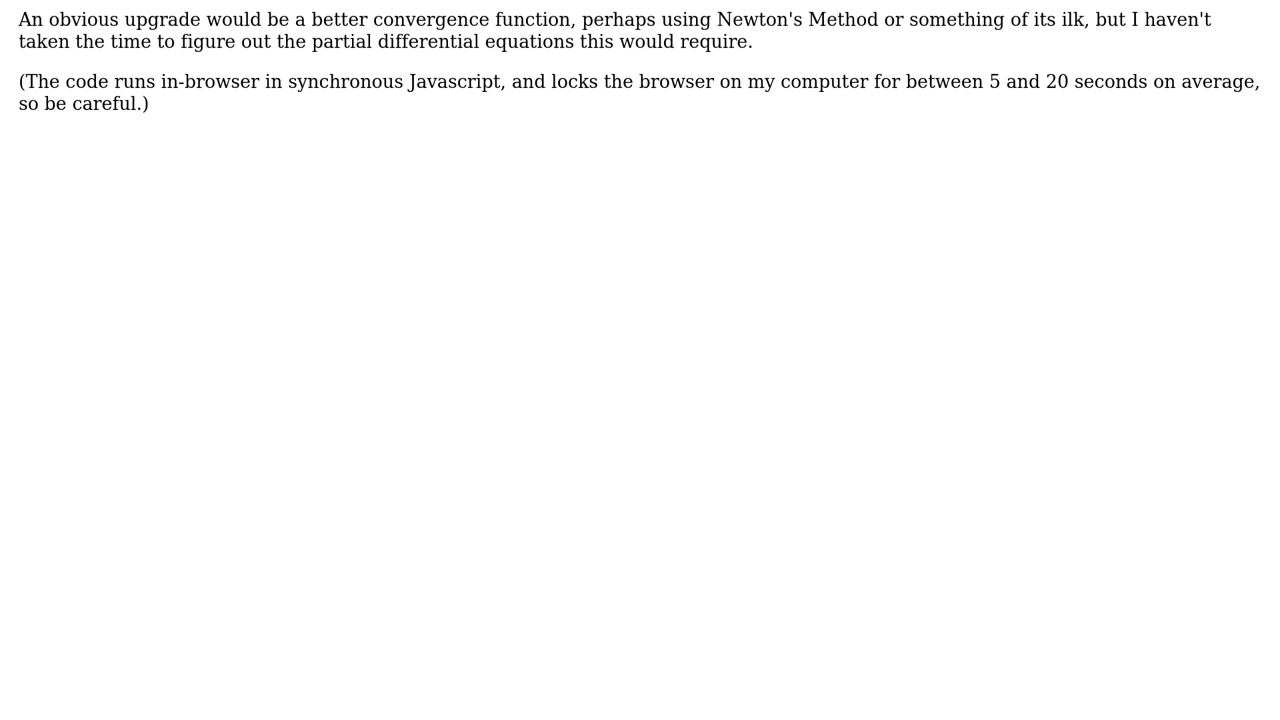 An obvious upgrade would be a better convergence function, perhaps using Newton's Method or something of its ilk, but I haven't
taken the time to figure out the partial differential equations this would require.
(The code runs in-browser in synchronous Javascript, and locks the browser on my computer for between 5 and 20 seconds on average,
so be careful.)